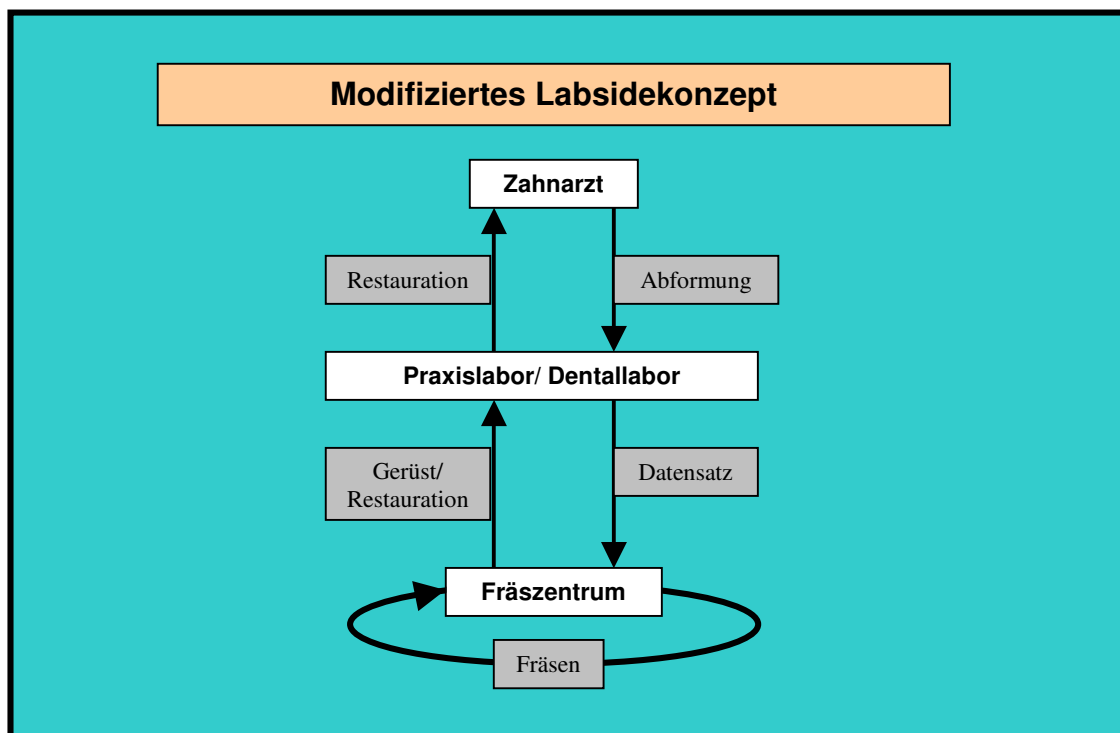 Modifiziertes Labsidekonzept
Zahnarzt
Restauration
Abformung
Praxislabor/ Dentallabor
Gerüst/
Restauration
Datensatz
Fräszentrum
Fräsen